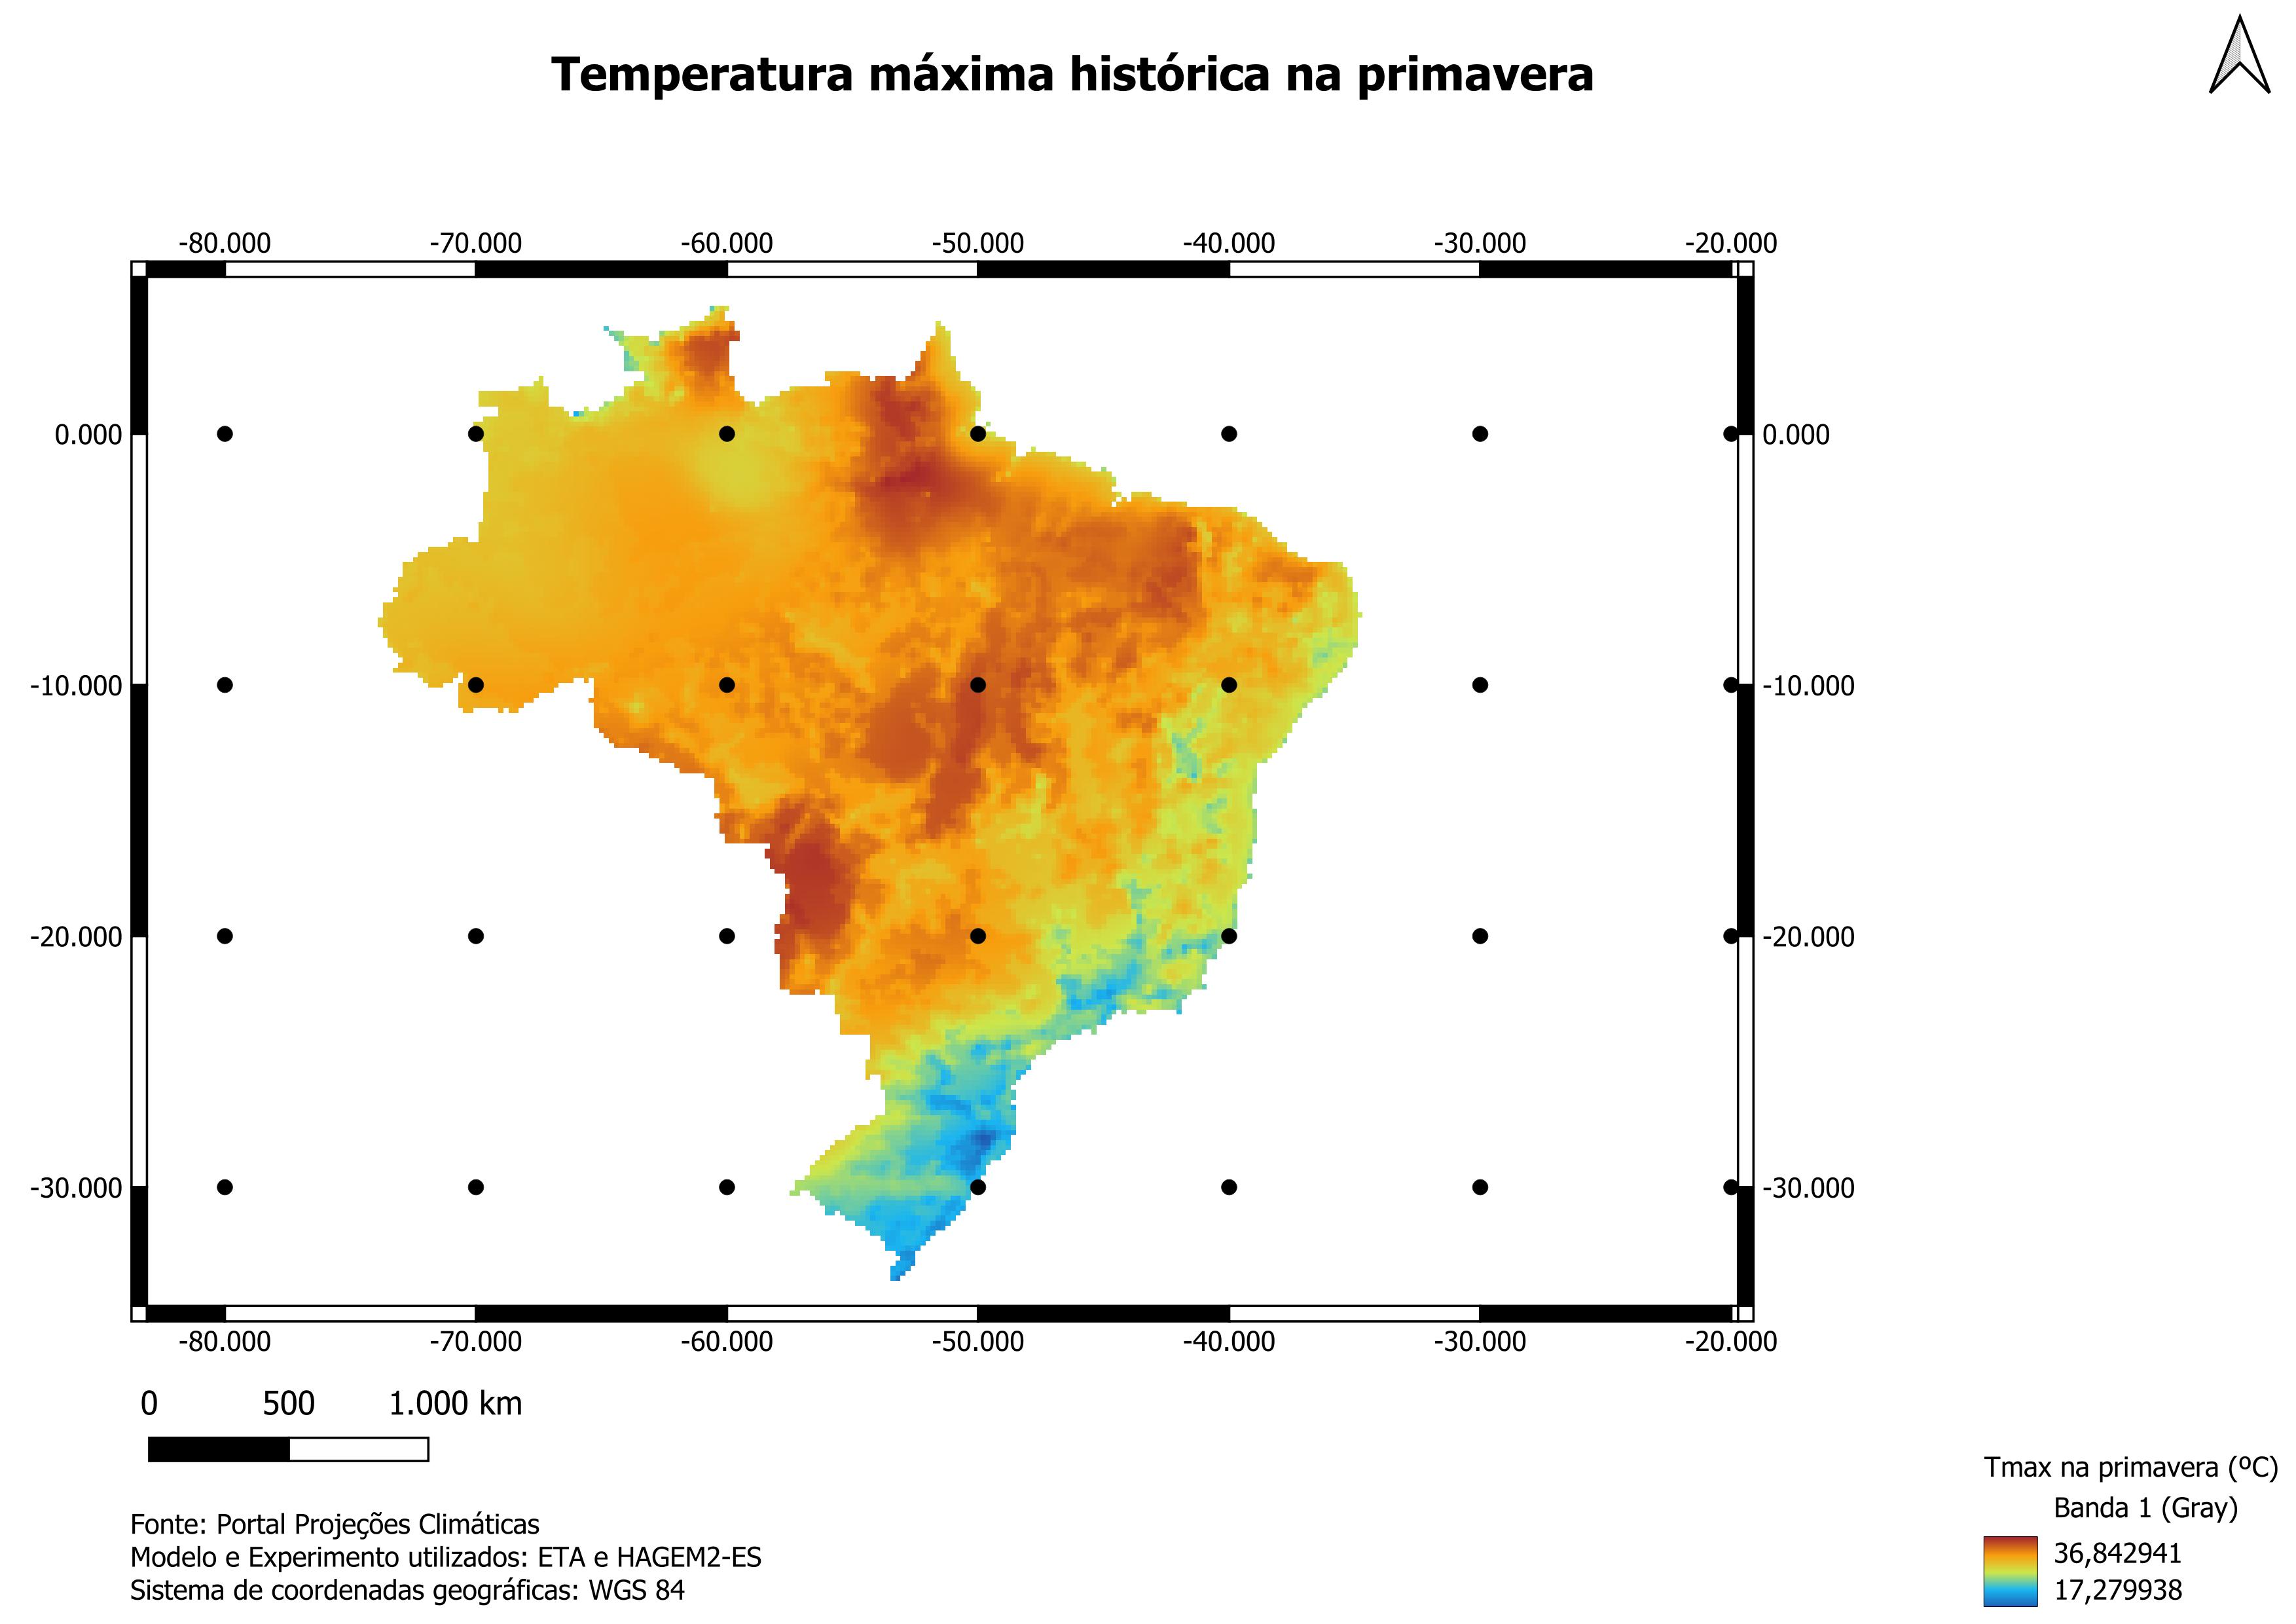 Temperatura máxima histórica na primavera
-80.000 -70.000 -60.000 -50.000 -40.000 -30.000 -20.000
0.000 0.000
-10.000 -10.000
-20.000 -20.000
-30.000 -30.000
-80.000 -70.000 -60.000 -50.000 -40.000 -30.000 -20.000
0 500 1.000 km
Tmax na primavera (ºC)
Banda 1 (Gray)
36,842941
17,279938
Fonte: Portal Projeções Climáticas
Modelo e Experimento utilizados: ETA e HAGEM2-ES
Sistema de coordenadas geográficas: WGS 84